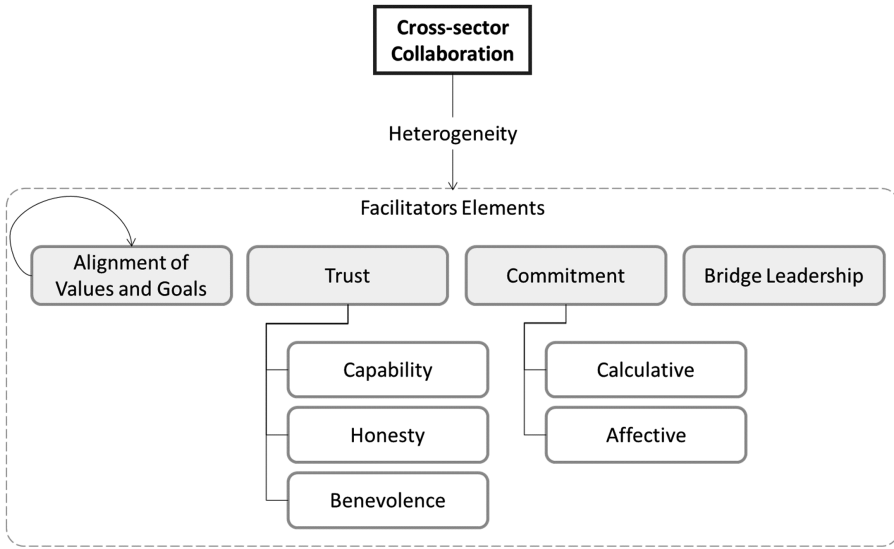 Cross-sector
Collaboration
Heterogeneity
Facilitators Elements
Alignment of
Values and Goals
Trust
Commitment
Bridge Leadership
Capability
Calculative
Honesty
Affective
Benevolence